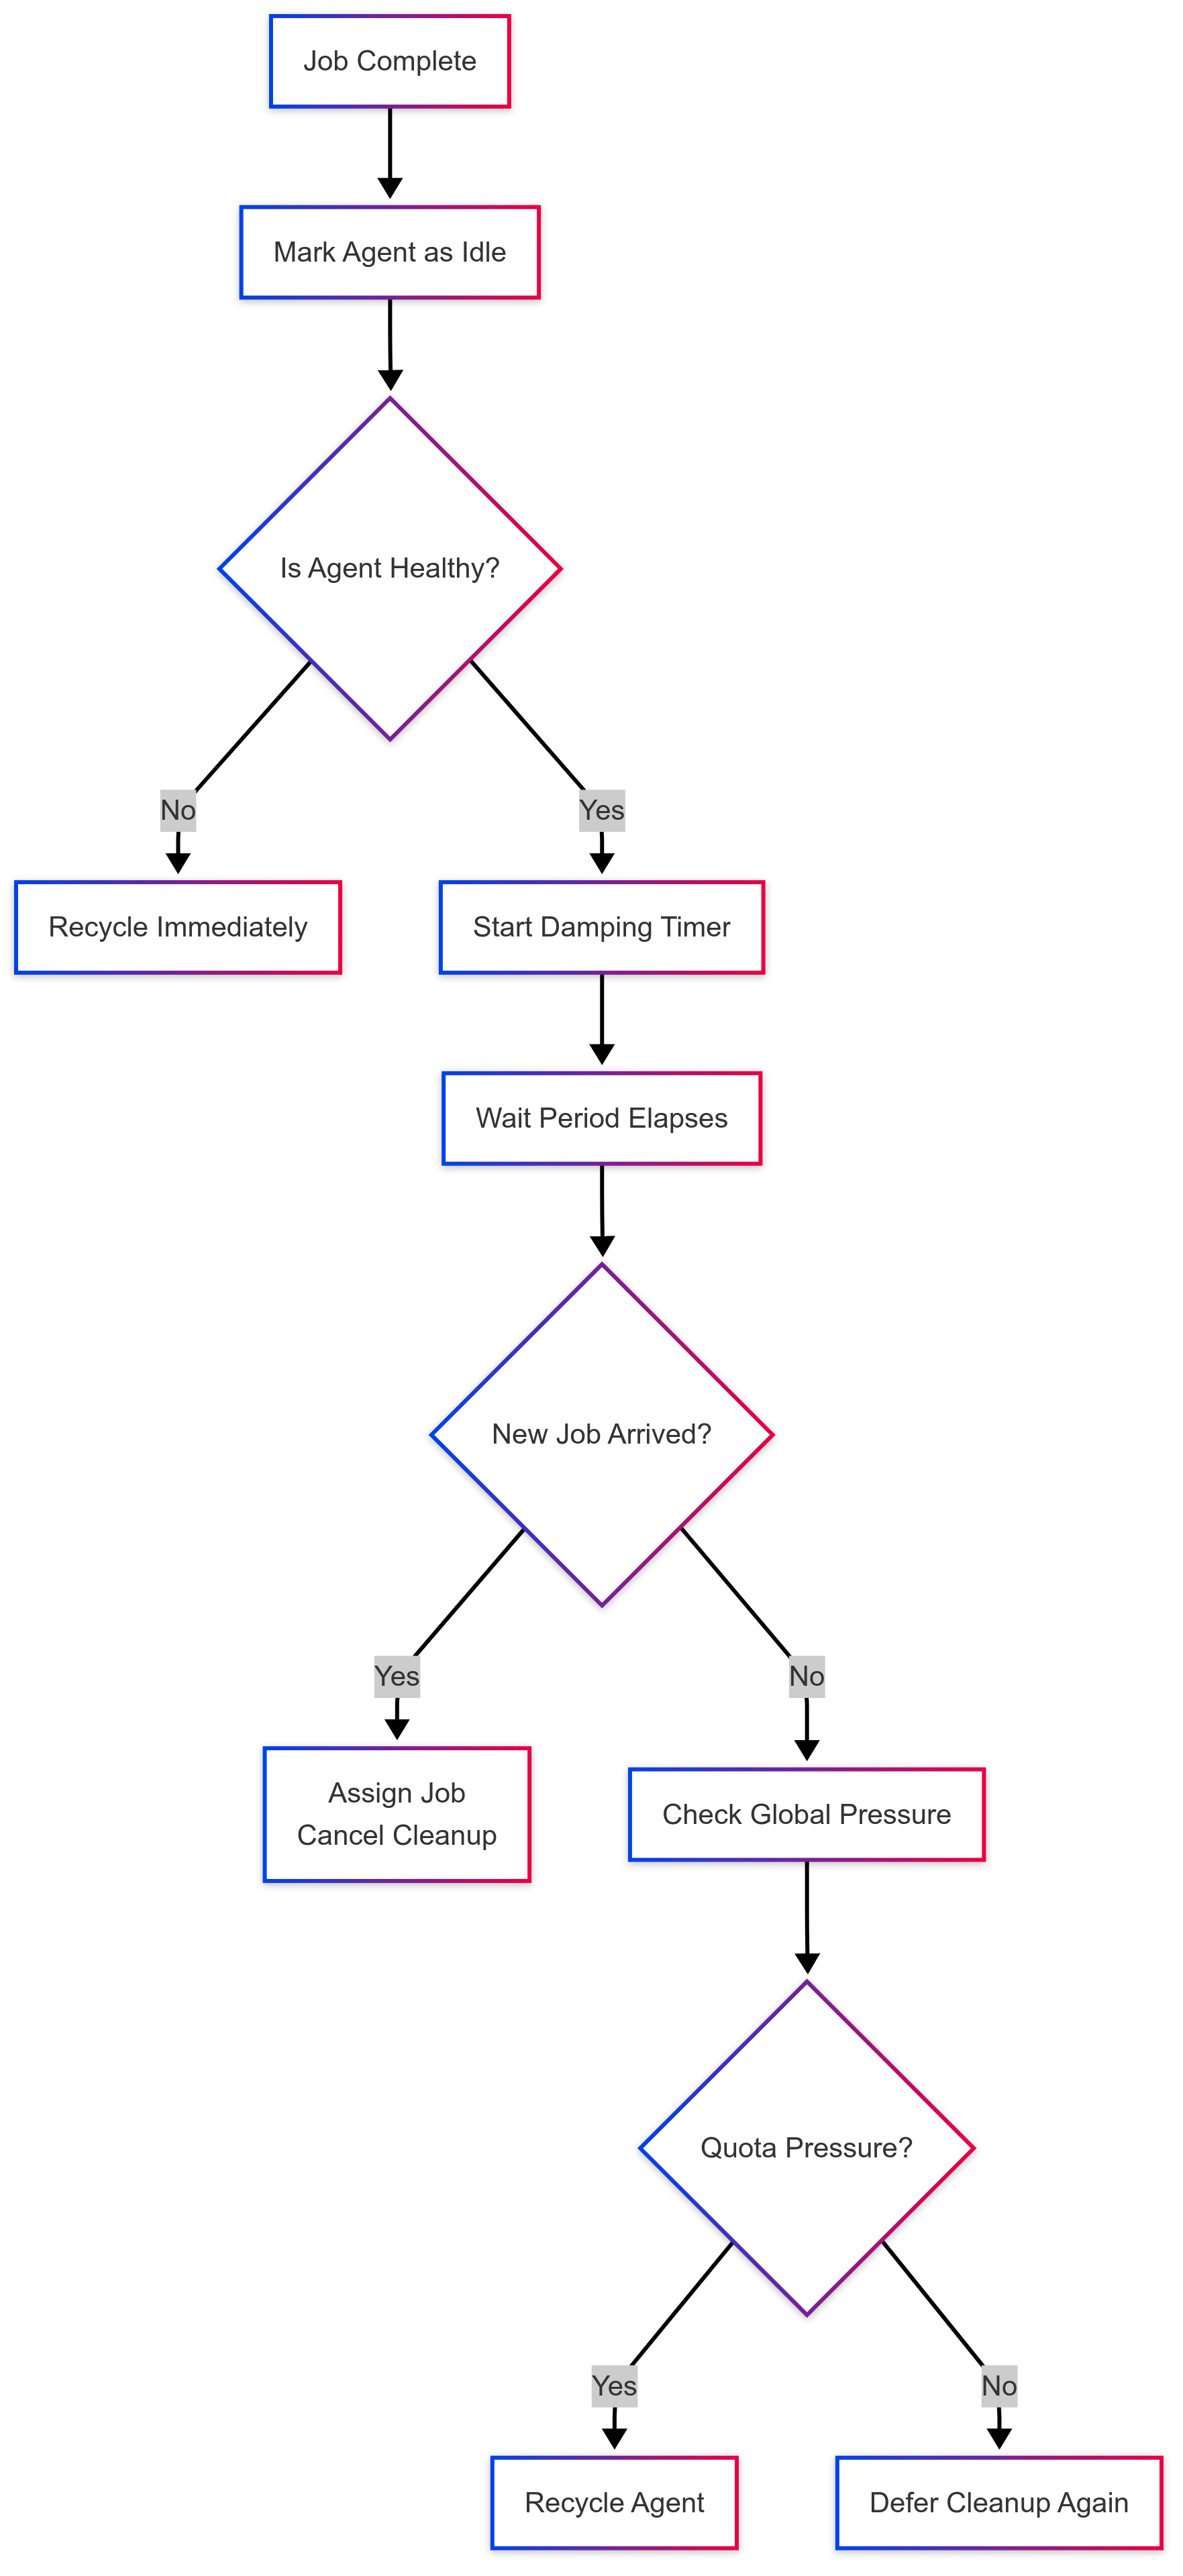 Job Complete
Mark Agent as Idle
Is Agent Healthy?
No
Yes
Recycle Immediately
Start Damping Timer
Wait Period Elapses
New Job Arrived?
Yes
No
Assign Job
Cancel Cleanup
Check Global Pressure
Quota Pressure?
Yes
No
Recycle Agent
Defer Cleanup Again